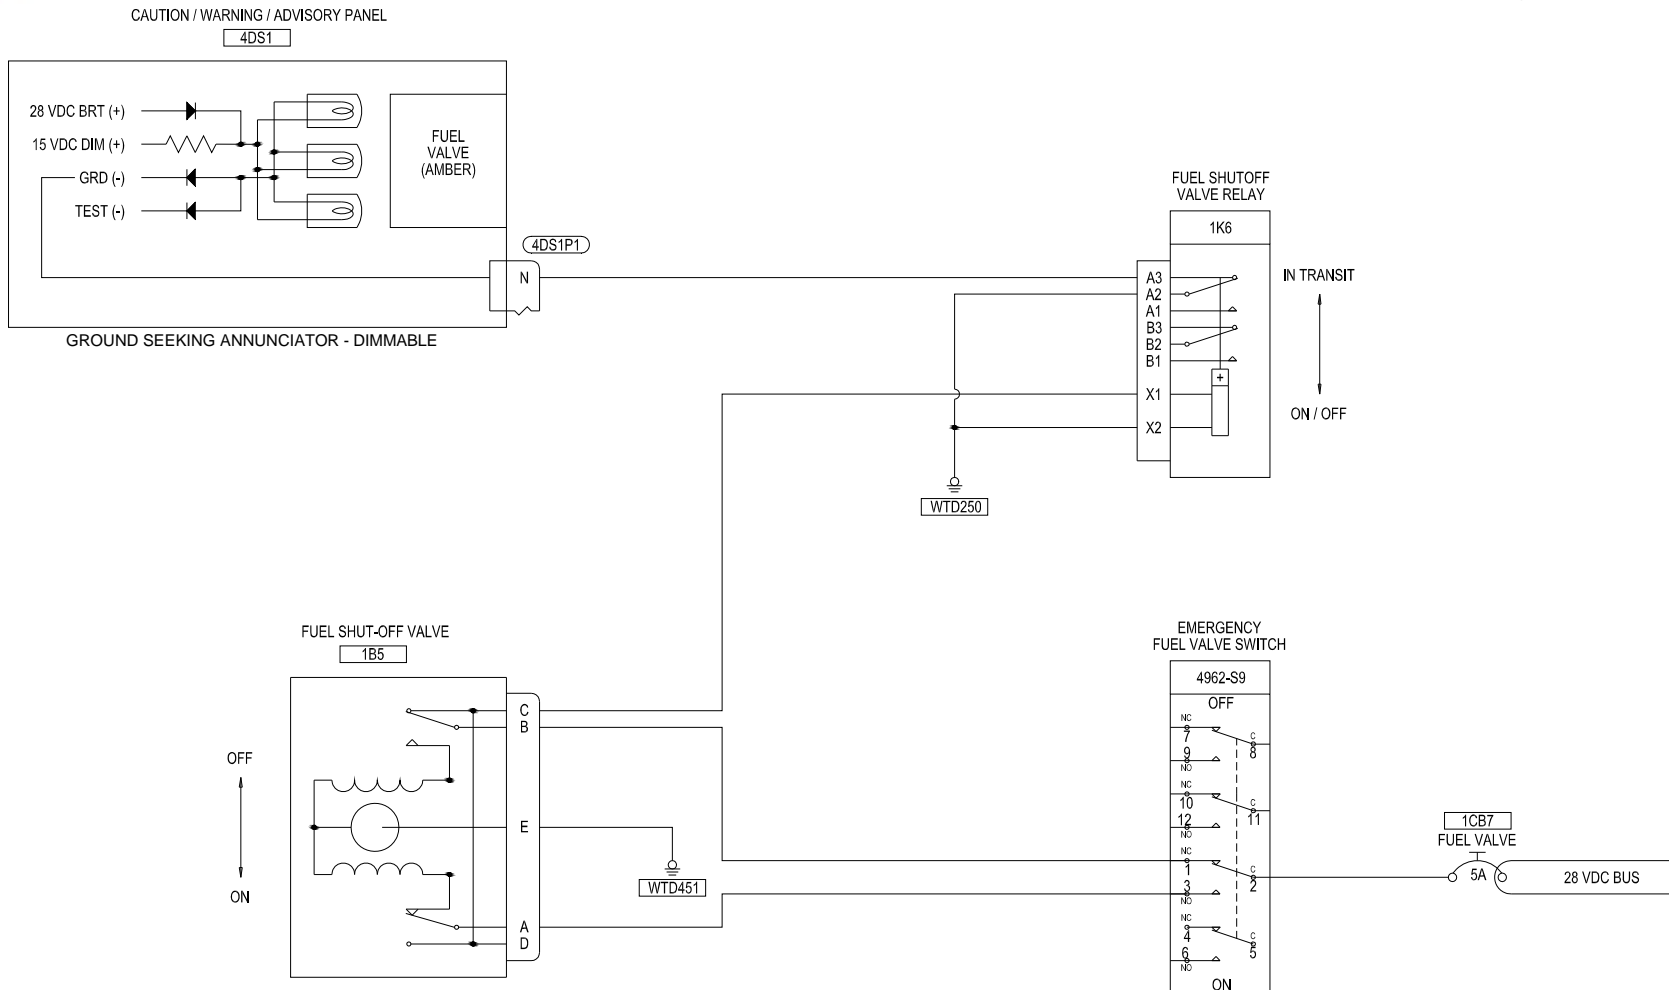 CAUTION / WARNING / ADVISORY PANEL
4DS1
28 VDC BRT (+)
15 VDC DIM (+)
GRD (-)
TEST (-)
FUEL
VALVE
(AMBER)
4DS1P1
N
GROUND SEEKING ANNUNCIATOR - DIMMABLE
FUEL SHUTOFF
VALVE RELAY
1K6
A3
A2
A1
B3
B2
B1
X1
X2
+
IN TRANSIT
ON / OFF
WTD250
FUEL SHUT-OFF VALVE
1B5
OFF
ON
C
B
E
A
D
WTD451
EMERGENCY
FUEL VALVE SWITCH
4962-S9
OFF
NC
7
C
8
9
NO
NC
10
C
11
12
NO
NC
1
C
2
3
NO
NC
4
C
5
6
NO
ON
1CB7
FUEL VALVE
5A
28 VDC BUS